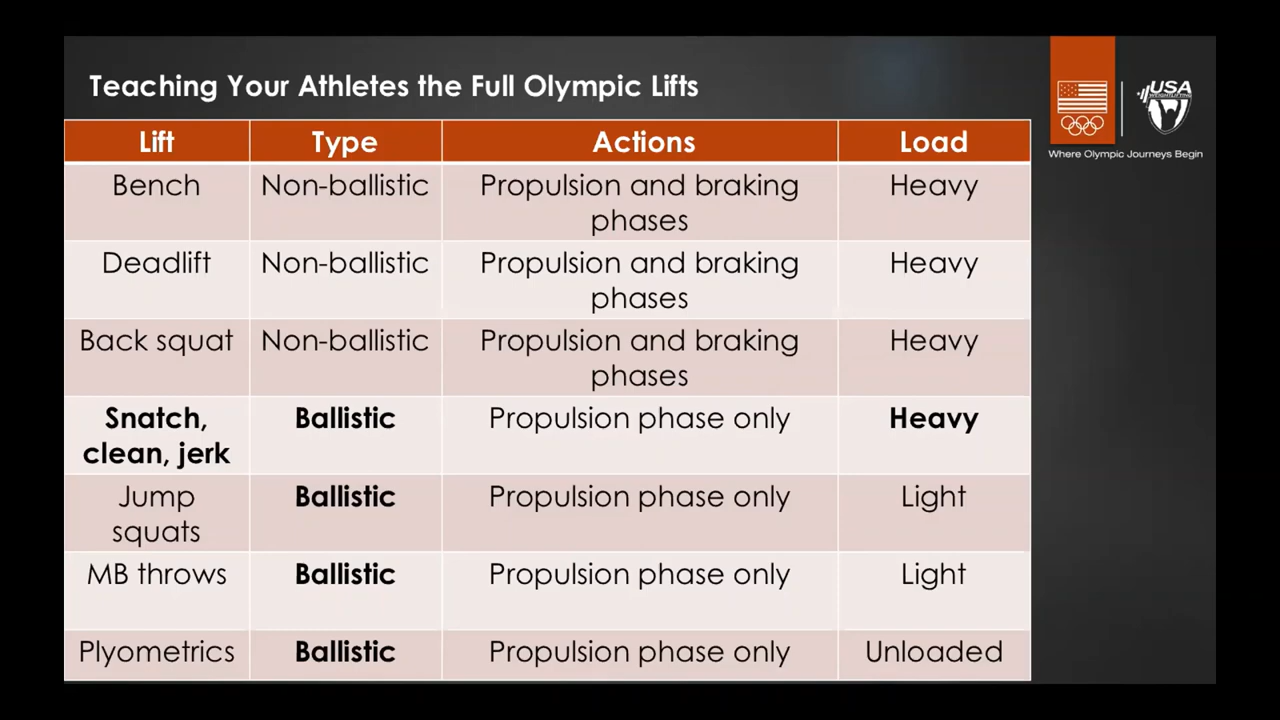 Teaching Your Athletes the Full Olympic Lifts
USA
WEIGHTLIFTING
Where Olympic Journeys Begin
Lift Type Actions Load
Bench Non-ballistic Propulsion and braking phases Heavy
Deadlift Non-ballistic Propulsion and braking phases Heavy
Back squat Non-ballistic Propulsion and braking phases Heavy
Snatch, clean, jerk Ballistic Propulsion phase only Heavy
Jump squats Ballistic Propulsion phase only Light
MB throws Ballistic Propulsion phase only Light
Plyometrics Ballistic Propulsion phase only Unloaded